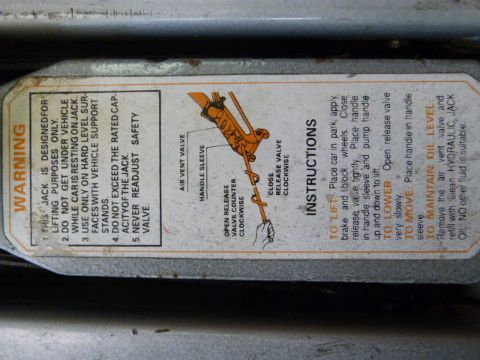 WARNING
1. THIS JACK IS DESIGNED FOR
LIFTING PURPOSES ONLY.
2. DO NOT GET UNDER VEHICLE
WHILE CAR IS RESTING ON JACK.
3. USE ONLY ON HARD LEVEL SUR-
FACES WITH VEHICLE SUPPORT
STANDS.
4. DO NOT EXCEED THE RATED CAP-
ACITY OF THE JACK.
5. NEVER READJUST SAFETY
VALVE.
AIR VENT VALVE
HANDLE SLEEVE
OPEN RELEASE
VALVE COUNTER
CLOCKWISE
CLOSE
RELEASE VALVE
CLOCKWISE
INSTRUCTIONS
TO LIFT: Place car in park, apply
brake and block wheels. Close
release valve tightly. Place handle
in handle sleeve and pump handle
up and down to lift.
TO LOWER: Open release valve
very slowly.
TO MOVE: Place handle in handle
sleeve.
TO MAINTAIN OIL LEVEL:
Remove the air vent valve and
refill with clean HYDRAULIC JACK
OIL. NO other fluid is suitable.